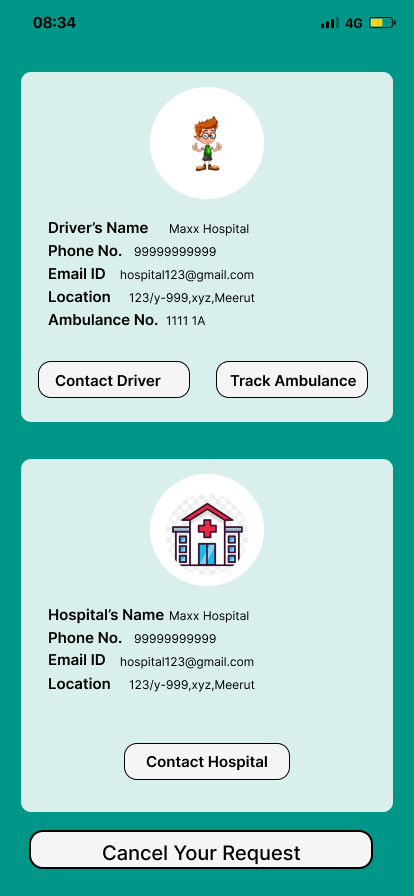 08:34 4G
Driver's Name Maxx Hospital
Phone No. 99999999999
Email ID hospital123@gmail.com
Location 123/y-999,xyz,Meerut
Ambulance No. 1111 1A
Contact Driver Track Ambulance
Hospital's Name Maxx Hospital
Phone No. 99999999999
Email ID hospital123@gmail.com
Location 123/y-999,xyz,Meerut
Contact Hospital
Cancel Your Request